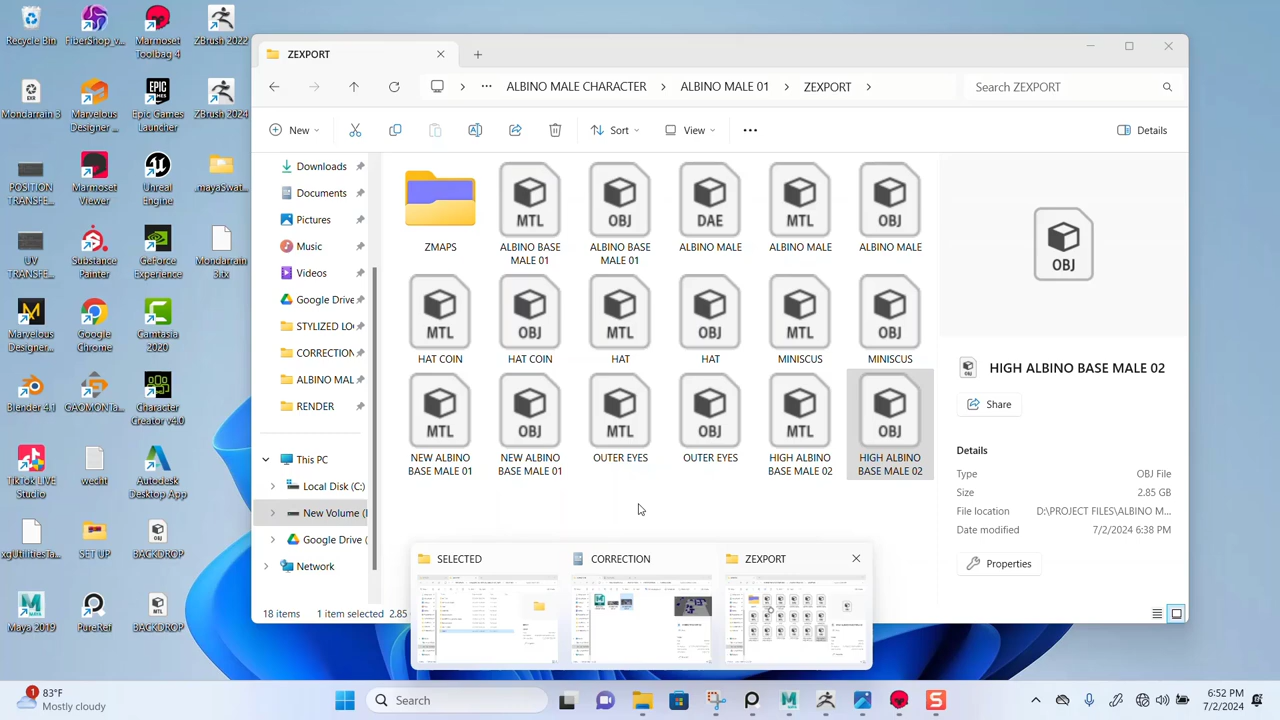 Recycle Bin
FiberShop_v...
Marmoset
Toolbag 4
ZBrush 2022
Mondarrain 3
Marvelous
Designer ...
Epic Games
Launcher
ZBrush 2024
POSITION
TRANSFE...
Marmoset
Viewer
Unreal
Engine
.mayaSwat...
UV
TRANSFE...
Substance
Painter
GeForce
Experience
Mondarrain
3.tx
Marvelous
Designer...
Google
Chrome
Camtasia
2020
Blender 4.1
GAOMONTa...
Character
Creator v4.0
TikTok LIVE
Studio
wecht
Autodesk
Desktop App
xgUtilitiesTa...
SET UP
BACKDROP
Maya 2019
PureRef
BACKDROP
ZEXPORT
ALBINO MALE CHARACTER
ALBINO MALE 01
ZEXPORT
Search ZEXPORT
New
Sort
View
Details
Downloads
Documents
Pictures
Music
Videos
Google Drive
STYLIZED LO
CORRECTION
ALBINO MAL
RENDER
This PC
Local Disk (C:)
New Volume (
Google Drive (
Network
MTL
OBJ
DAE
MTL
OBJ
ZMAPS
ALBINO BASE
MALE 01
ALBINO BASE
MALE 01
ALBINO MALE
ALBINO MALE
ALBINO MALE
MTL
OBJ
MTL
OBJ
MTL
OBJ
HAT COIN
HAT COIN
HAT
HAT
MINISCUS
MINISCUS
MTL
OBJ
MTL
OBJ
MTL
OBJ
NEW ALBINO
BASE MALE 01
NEW ALBINO
BASE MALE 01
OUTER EYES
OUTER EYES
HIGH ALBINO
BASE MALE 02
HIGH ALBINO
BASE MALE 02
OBJ
HIGH ALBINO BASE MALE 02
Share
Details
Type OBJ File
Size 2.85 GB
File location D:\PROJECT FILES\ALBINO M...
Date modified 7/2/2024 6:38 PM
Properties
18 items
1 item selected 2.85
SELECTED
CORRECTION
ZEXPORT
1
83°F
Mostly cloudy
Search
6:52 PM
7/2/2024